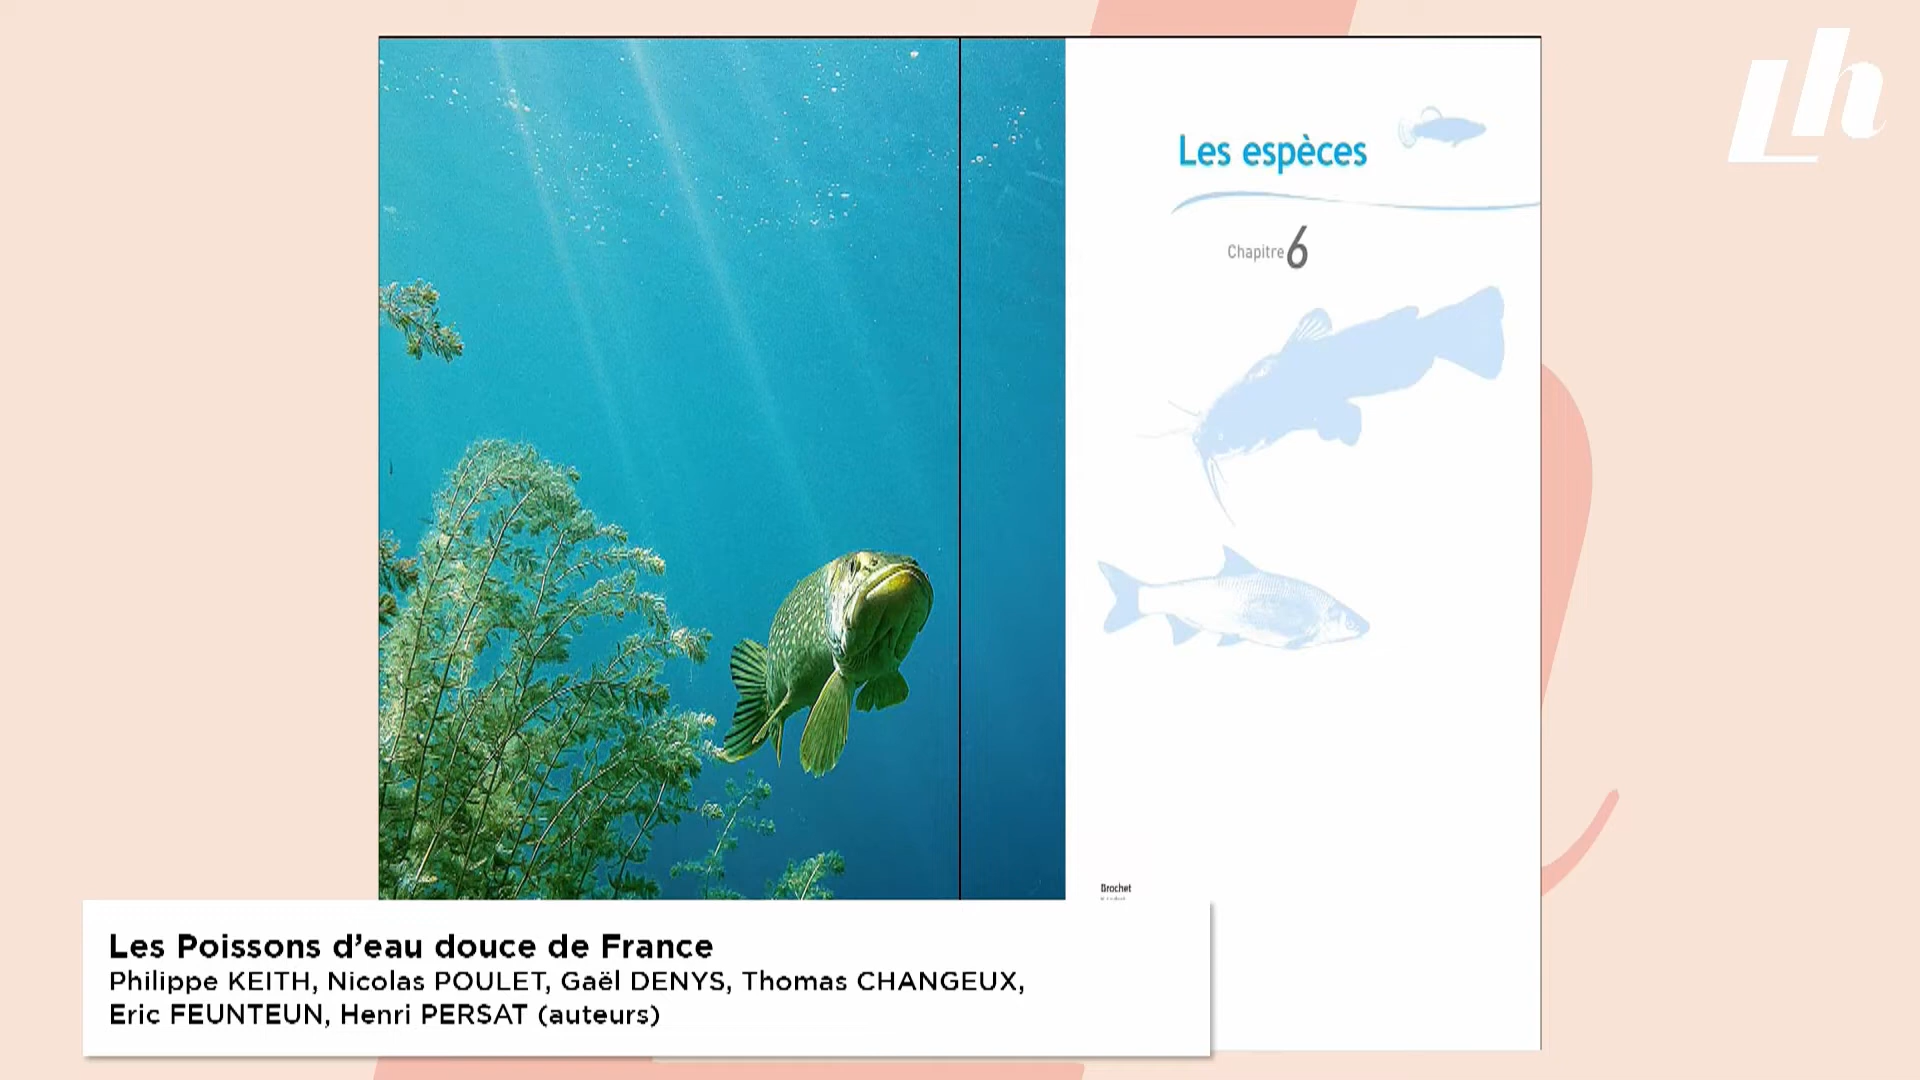 Lh
Les espèces
Chapitre 6
Brochet
Les Poissons d’eau douce de France
Philippe KEITH, Nicolas POULET, Gaël DENYS, Thomas CHANGEUX,
Eric FEUNTEUN, Henri PERSAT (auteurs)